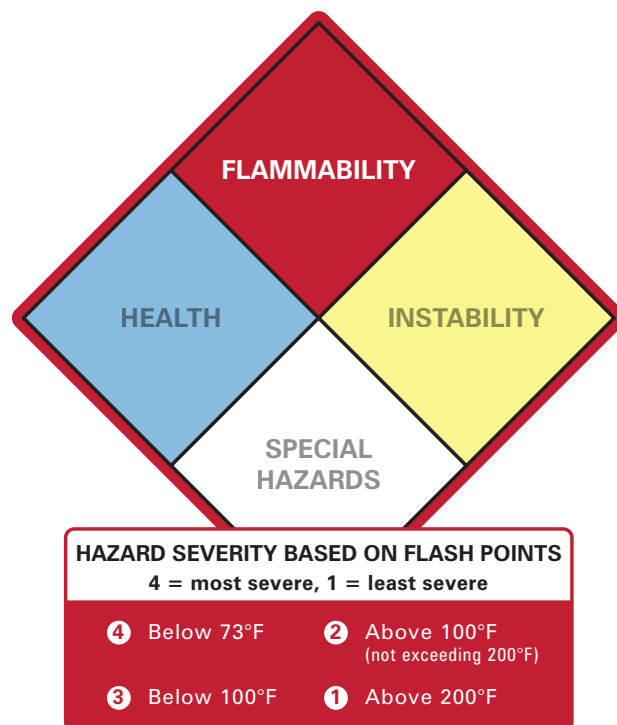 FLAMMABILITY
HEALTH
INSTABILITY
SPECIAL
HAZARDS
HAZARD SEVERITY BASED ON FLASH POINTS
4 = most severe, 1 = least severe
4 Below 73°F
2 Above 100°F
(not exceeding 200°F)
3 Below 100°F
1 Above 200°F